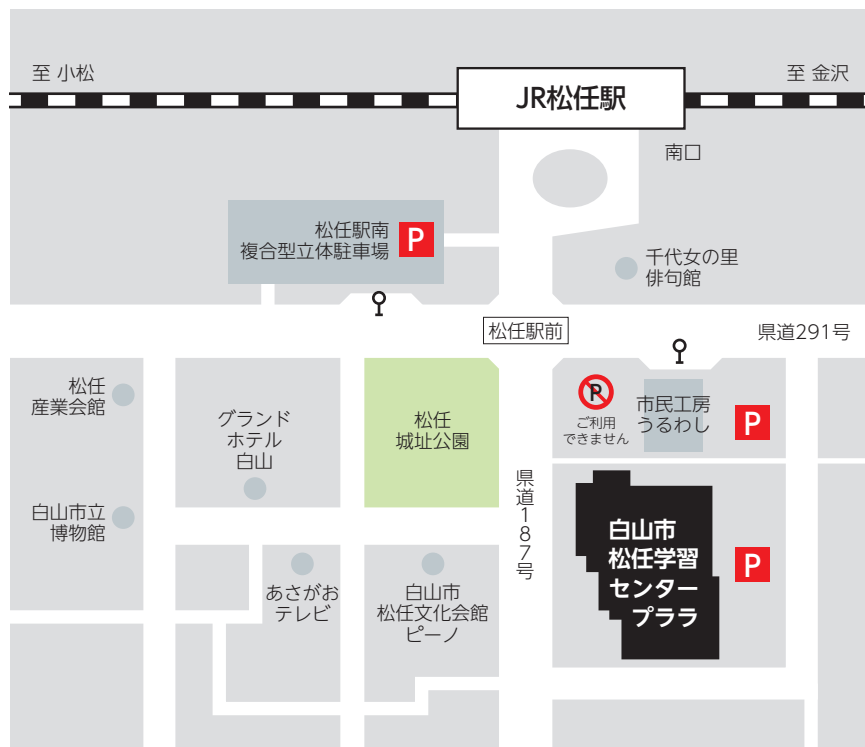 至 小松
至 金沢
JR松任駅
南口
松任駅南
複合型立体駐車場
P
千代女の里
俳句館
松任駅前
県道291号
松任
産業会館
グランド
ホテル
白山
松任
城址公園
P
ご利用
できません
市民工房
うるわし
P
白山市立
博物館
県道187号
白山市
松任学習
センター
プララ
P
あさがお
テレビ
白山市
松任文化会館
ピーノ